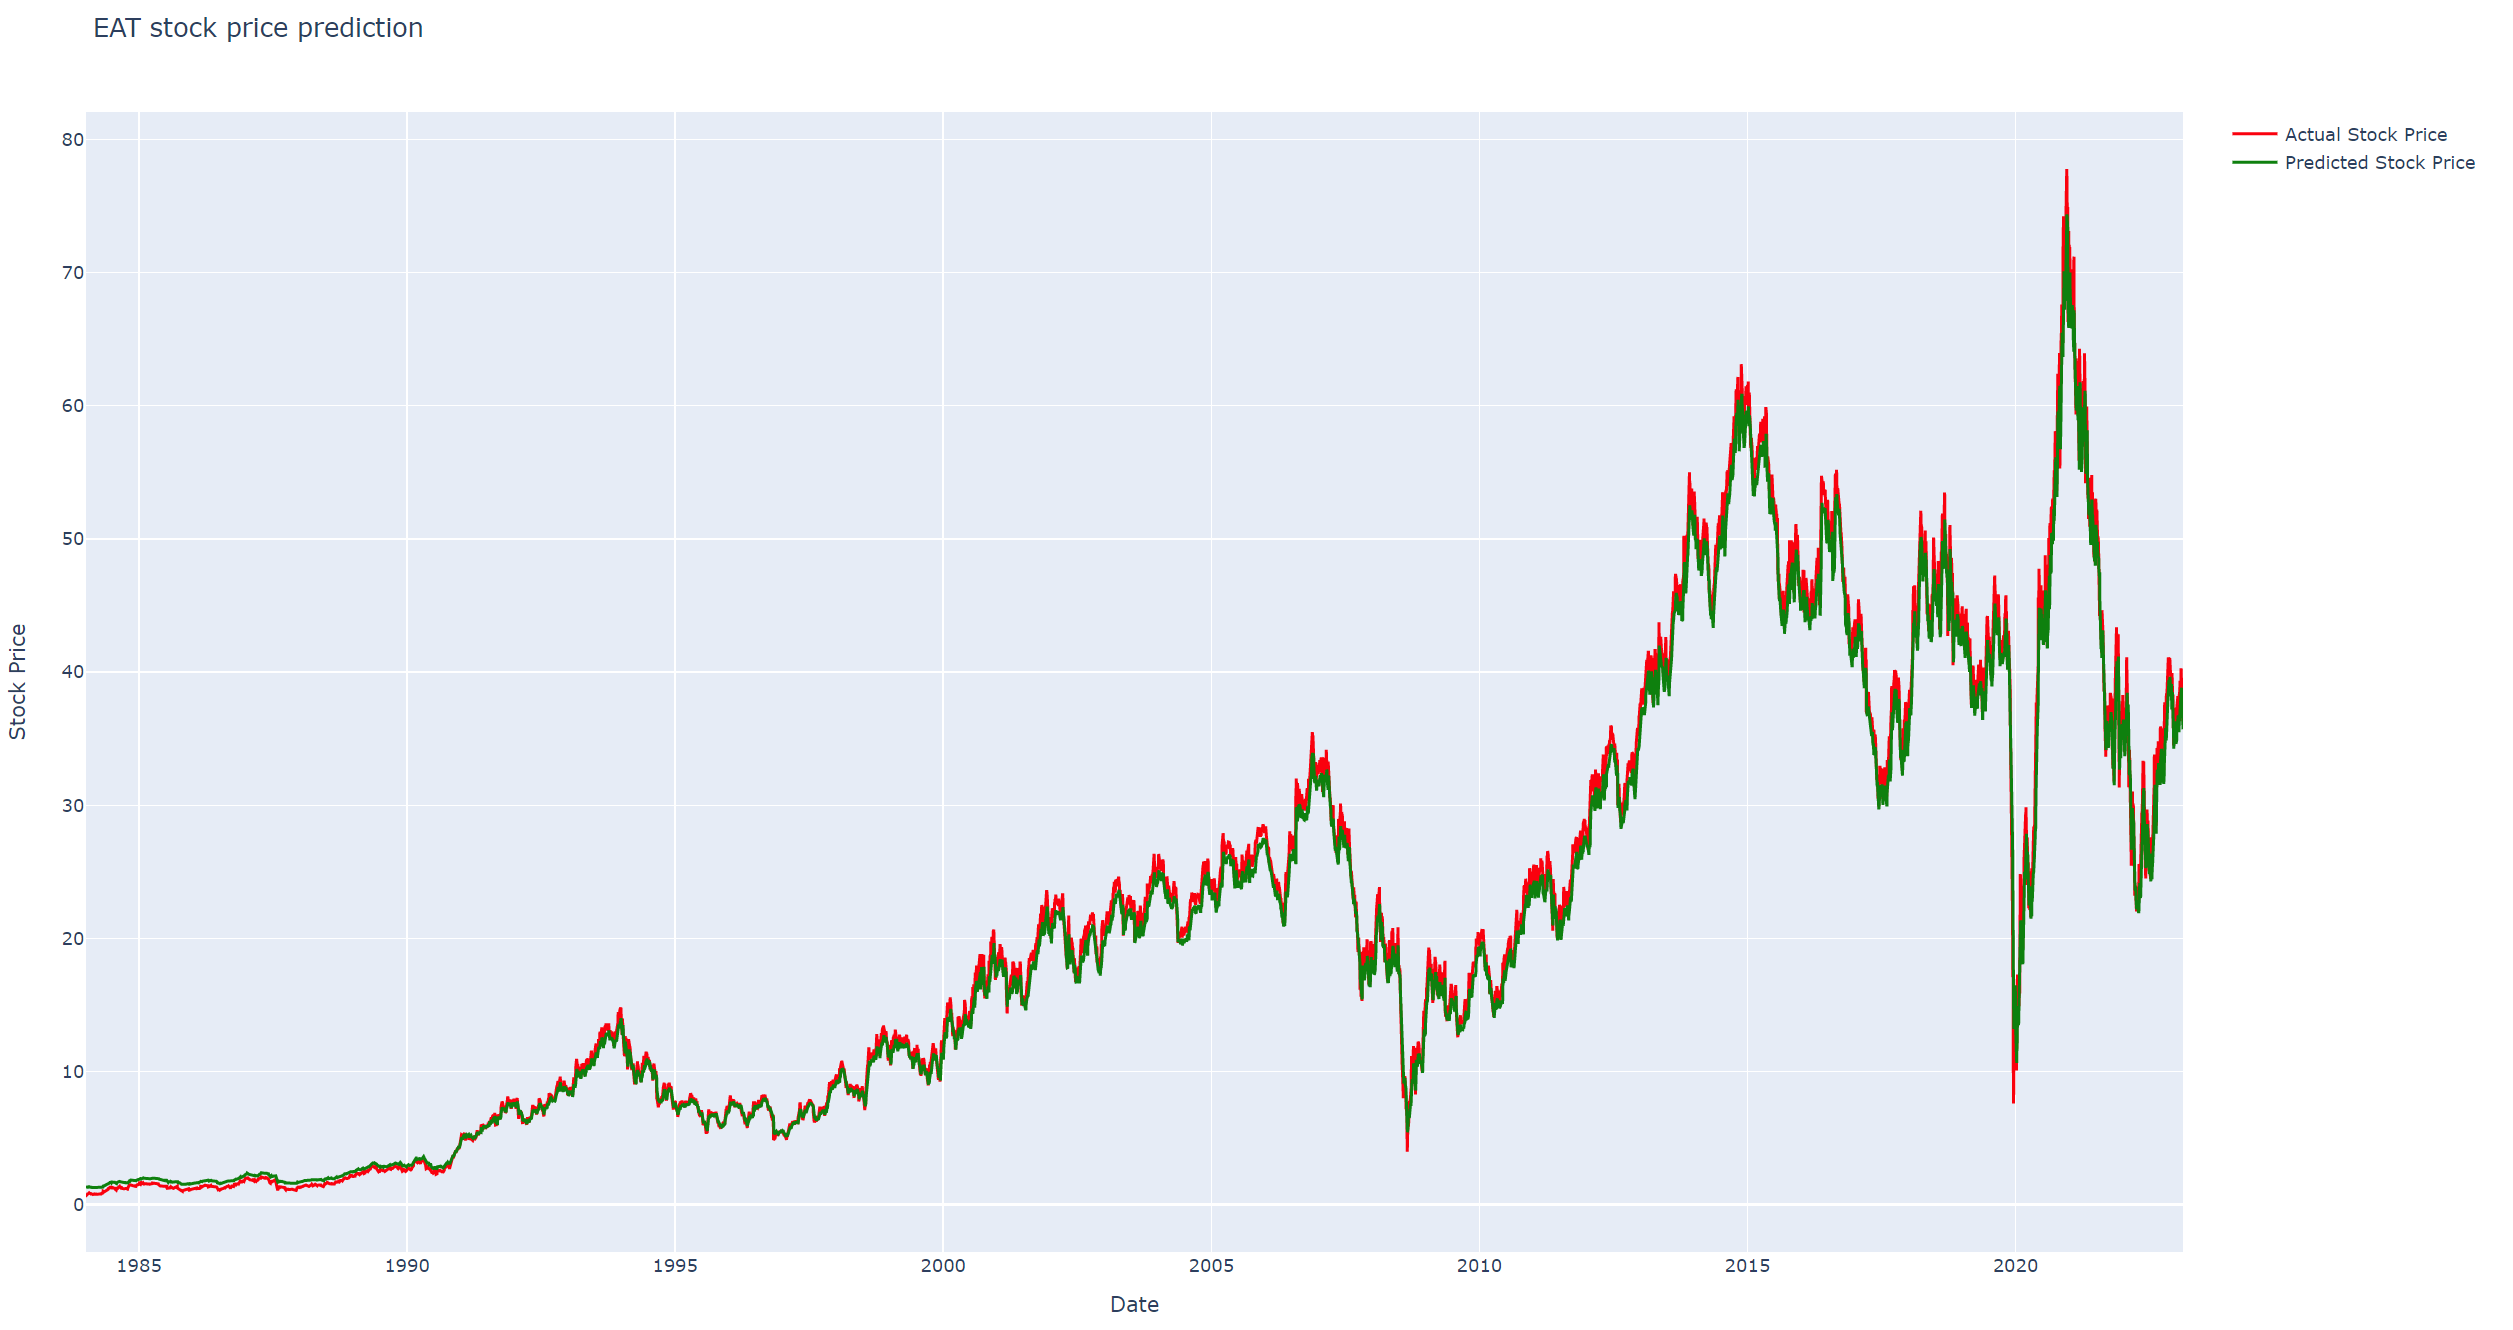 EAT stock price prediction
Actual Stock Price
Predicted Stock Price
80
70
60
50
40
30
20
10
0
Stock Price
1985 1990 1995 2000 2005 2010 2015 2020
Date